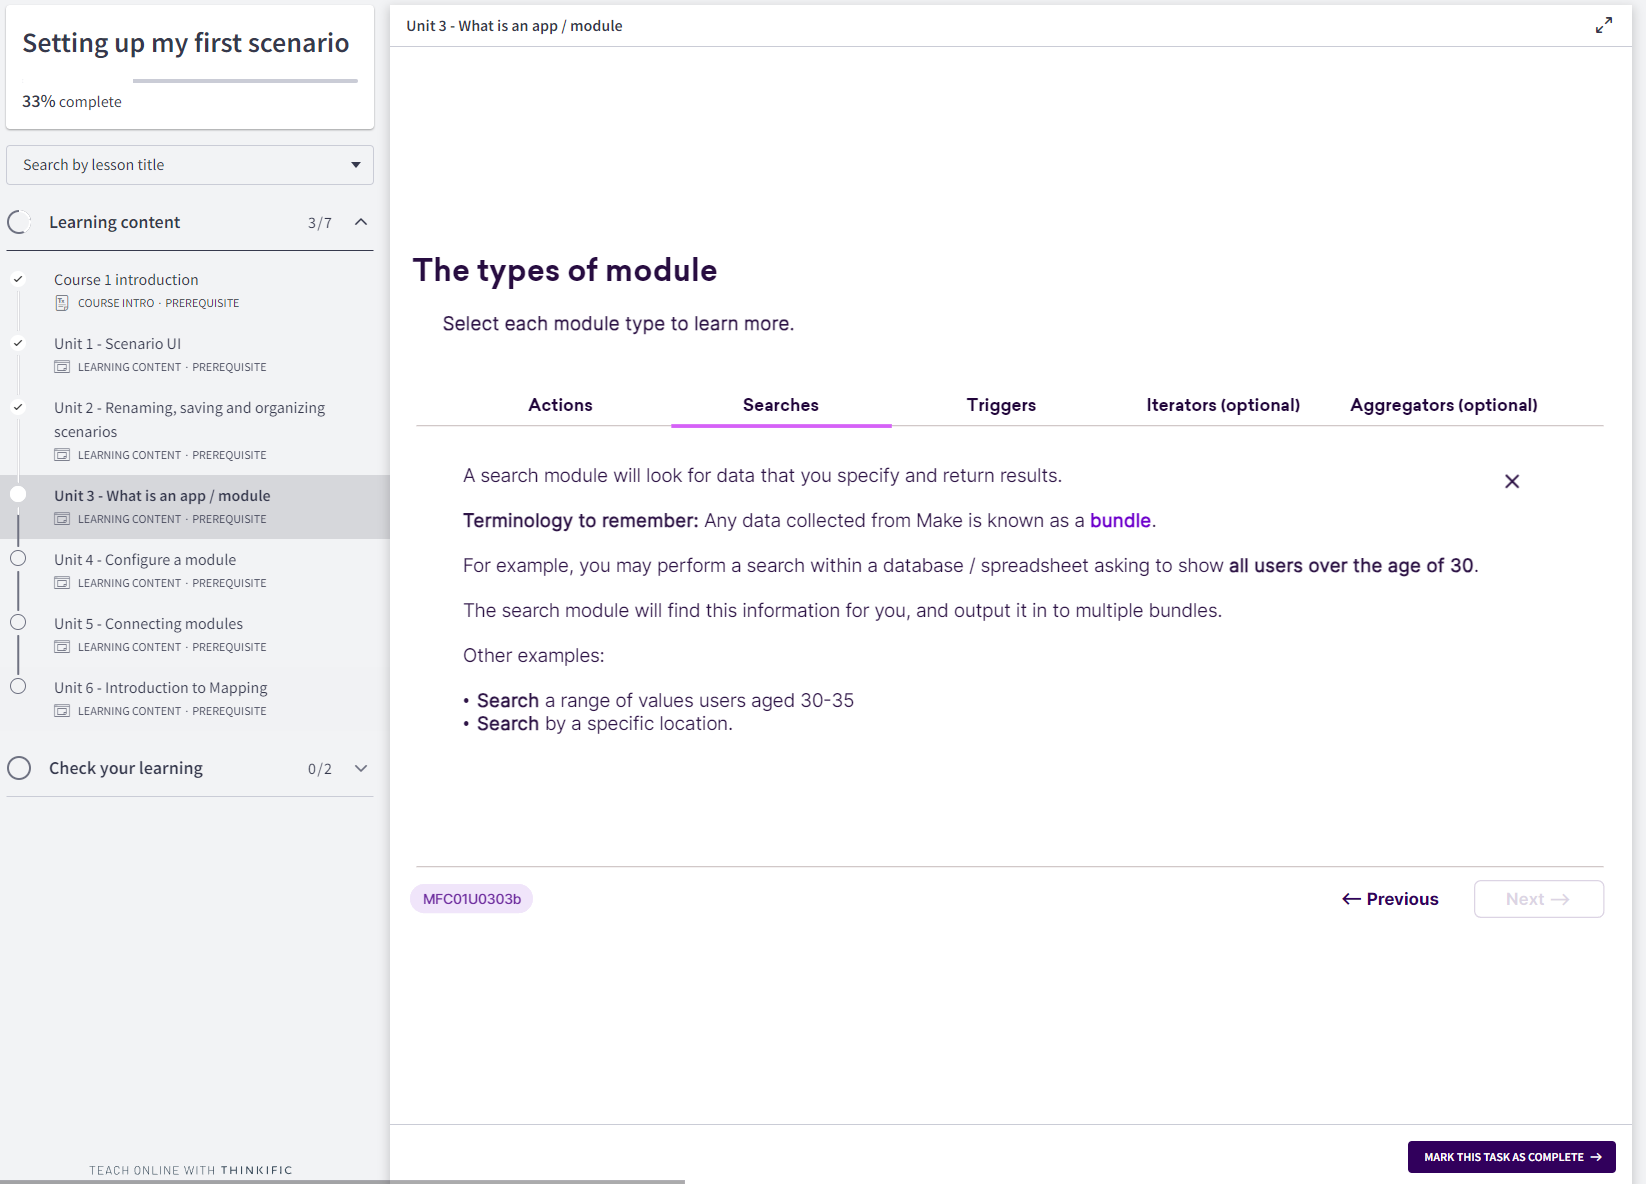 Setting up my first scenario
33% complete
Search by lesson title
Learning content 3/7
Course 1 introduction
COURSE INTRO · PREREQUISITE
Unit 1 - Scenario UI
LEARNING CONTENT · PREREQUISITE
Unit 2 - Renaming, saving and organizing
scenarios
LEARNING CONTENT · PREREQUISITE
Unit 3 - What is an app / module
LEARNING CONTENT · PREREQUISITE
Unit 4 - Configure a module
LEARNING CONTENT · PREREQUISITE
Unit 5 - Connecting modules
LEARNING CONTENT · PREREQUISITE
Unit 6 - Introduction to Mapping
LEARNING CONTENT · PREREQUISITE
Check your learning 0/2
TEACH ONLINE WITH THINKIFIC
Unit 3 - What is an app / module
The types of module
Select each module type to learn more.
Actions Searches Triggers Iterators (optional) Aggregators (optional)
A search module will look for data that you specify and return results.
Terminology to remember: Any data collected from Make is known as a bundle.
For example, you may perform a search within a database / spreadsheet asking to show all users over the age of 30.
The search module will find this information for you, and output it in to multiple bundles.
Other examples:
• Search a range of values users aged 30-35
• Search by a specific location.
MFC01U0303b
← Previous Next →
MARK THIS TASK AS COMPLETE →